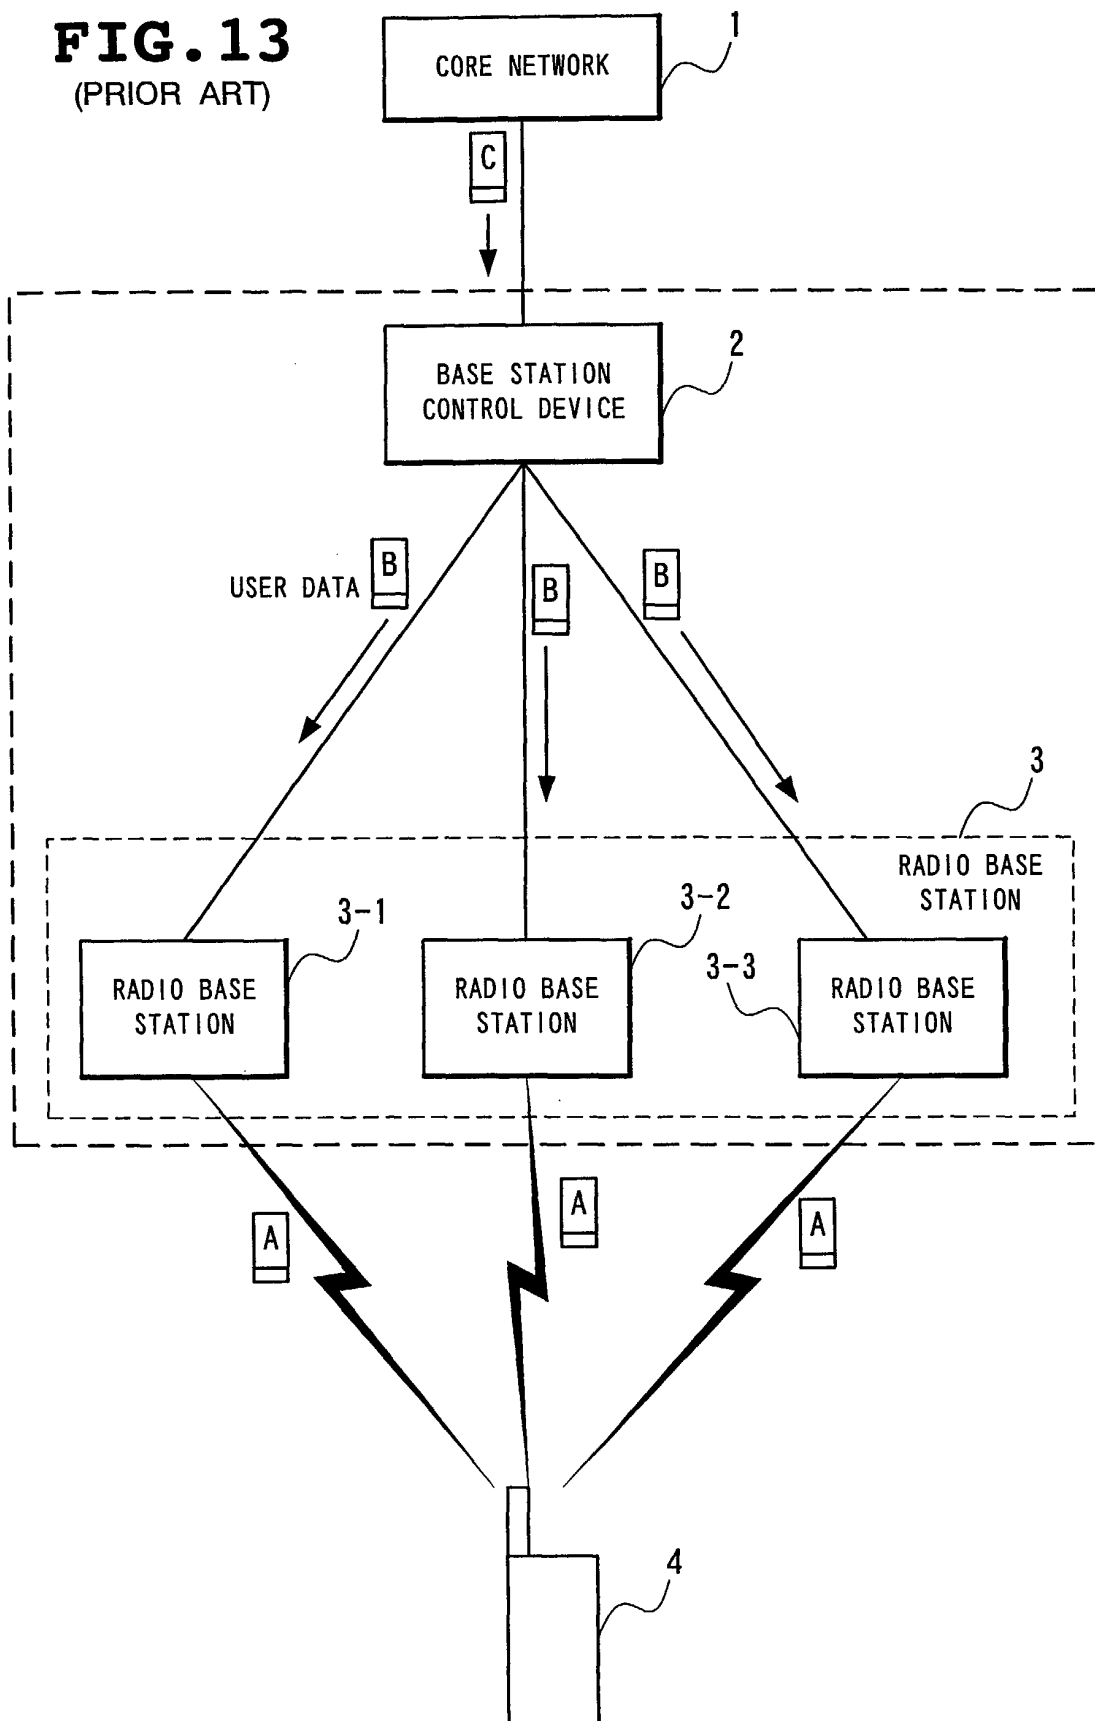 FIG.13
(PRIOR ART)
CORE NETWORK
1
C
BASE STATION
CONTROL DEVICE
2
USER DATA
B
B
B
3
RADIO BASE
STATION
3-1
3-2
3-3
RADIO BASE
STATION
RADIO BASE
STATION
RADIO BASE
STATION
A
A
A
4